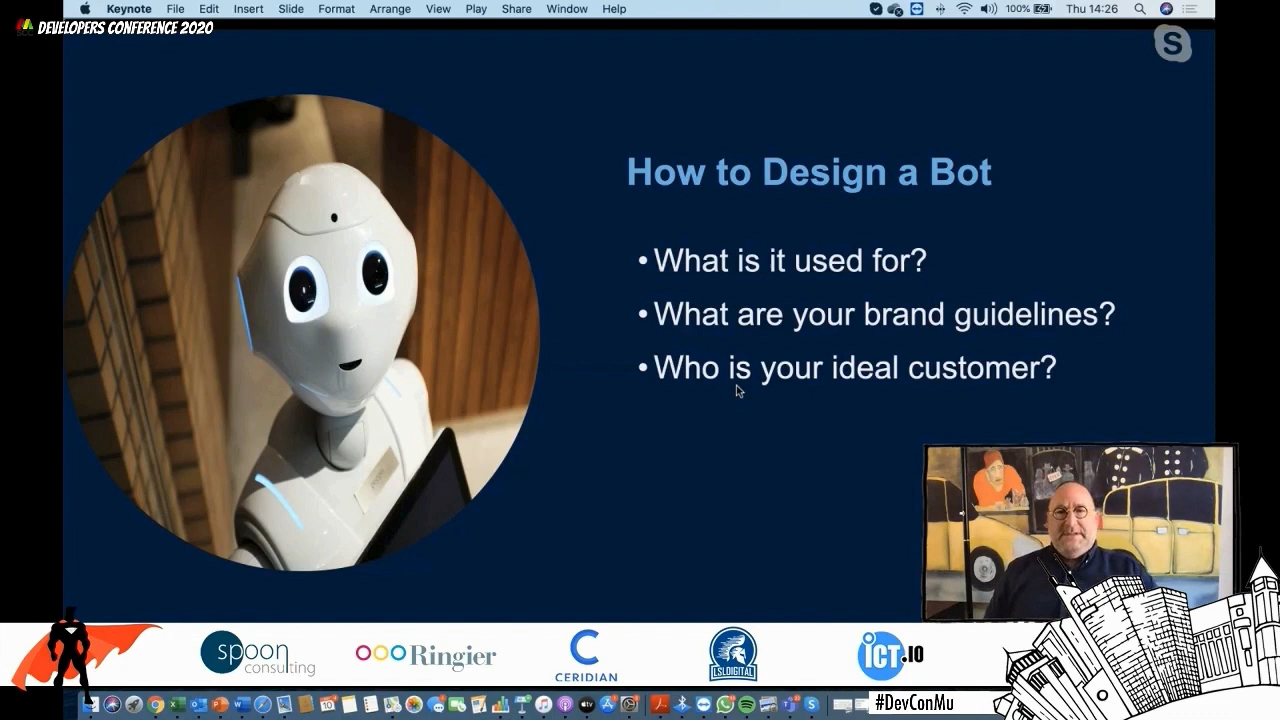 Keynote File Edit Insert Slide Format Arrange View Play Share Window Help 100% Thu 14:26
DEVELOPERS CONFERENCE 2020
S
How to Design a Bot
•What is it used for?
•What are your brand guidelines?
•Who is your ideal customer?
spoon consulting
Ringier
CERIDIAN
LSLDIGITAL
iCT.IO
#DevConMu